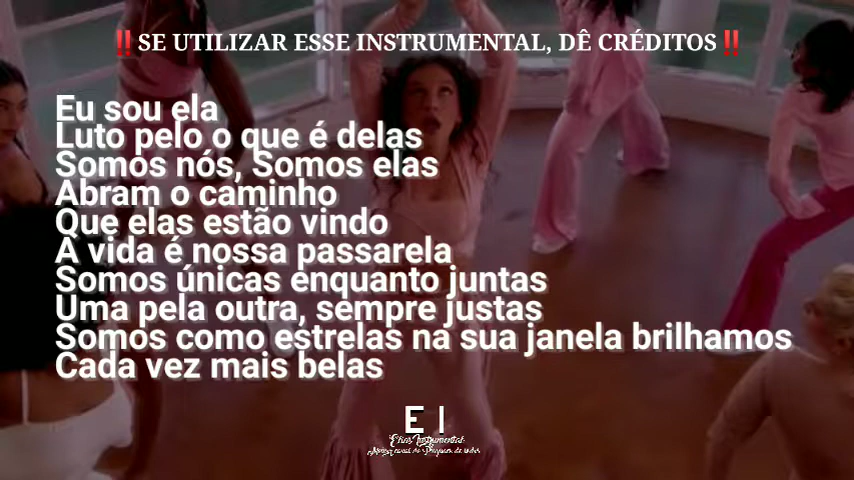 ‼️SE UTILIZAR ESSE INSTRUMENTAL, DÊ CRÉDITOS‼️
Eu sou ela
Luto pelo o que é delas
Somos nós, Somos elas
Abram o caminho
Que elas estão vindo
A vida é nossa passarela
Somos únicas enquanto juntas
Uma pela outra, sempre justas
Somos como estrelas na sua janela brilhamos
Cada vez mais belas
E I
Elias Instrumental